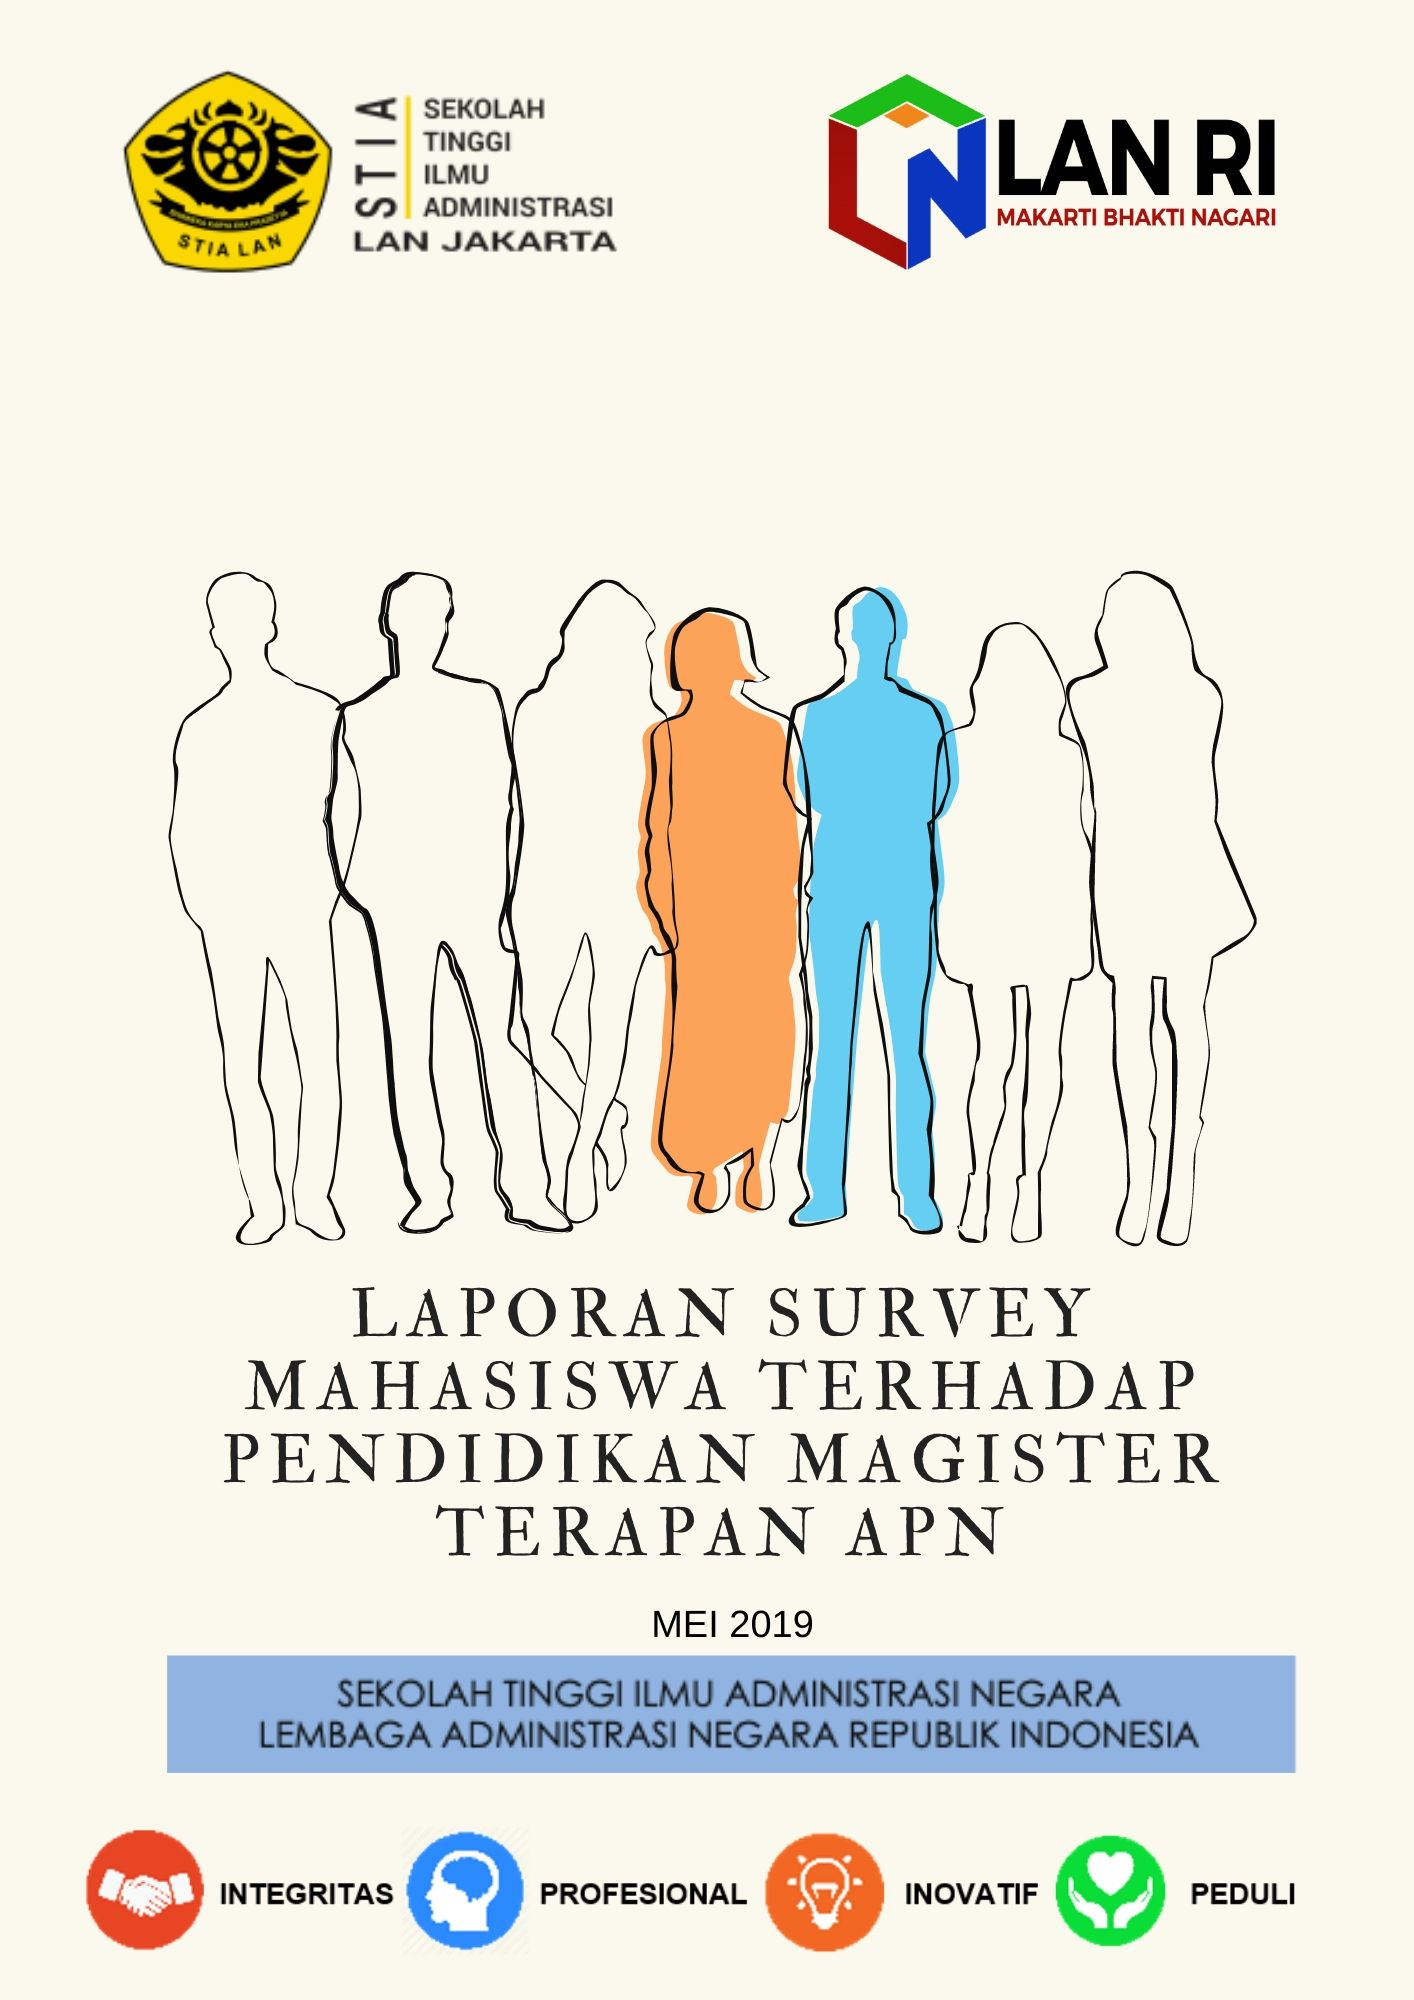 STIA LAN
STIA
SEKOLAH
TINGGI
ILMU
ADMINISTRASI
LAN JAKARTA
LAN RI
MAKARTI BHAKTI NAGARI
LAPORAN SURVEY
MAHASISWA TERHADAP
PENDIDIKAN MAGISTER
TERAPAN APN
MEI 2019
SEKOLAH TINGGI ILMU ADMINISTRASI NEGARA
LEMBAGA ADMINISTRASI NEGARA REPUBLIK INDONESIA
INTEGRITAS
PROFESIONAL
INOVATIF
PEDULI